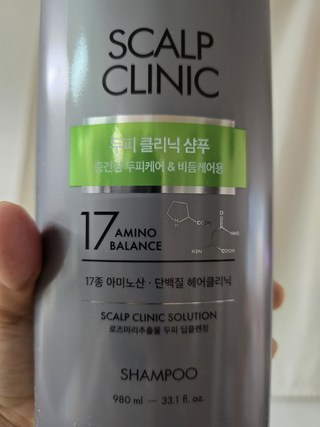 SCALP
CLINIC
두피 클리닉 샴푸
중건성 두피케어 & 비듬케어용
17 AMINO
BALANCE
17종 아미노산 · 단백질 헤어클리닉
SCALP CLINIC SOLUTION
로즈마리추출물 두피 딥클렌징
SHAMPOO
980 ml — 33.1 fl. oz.